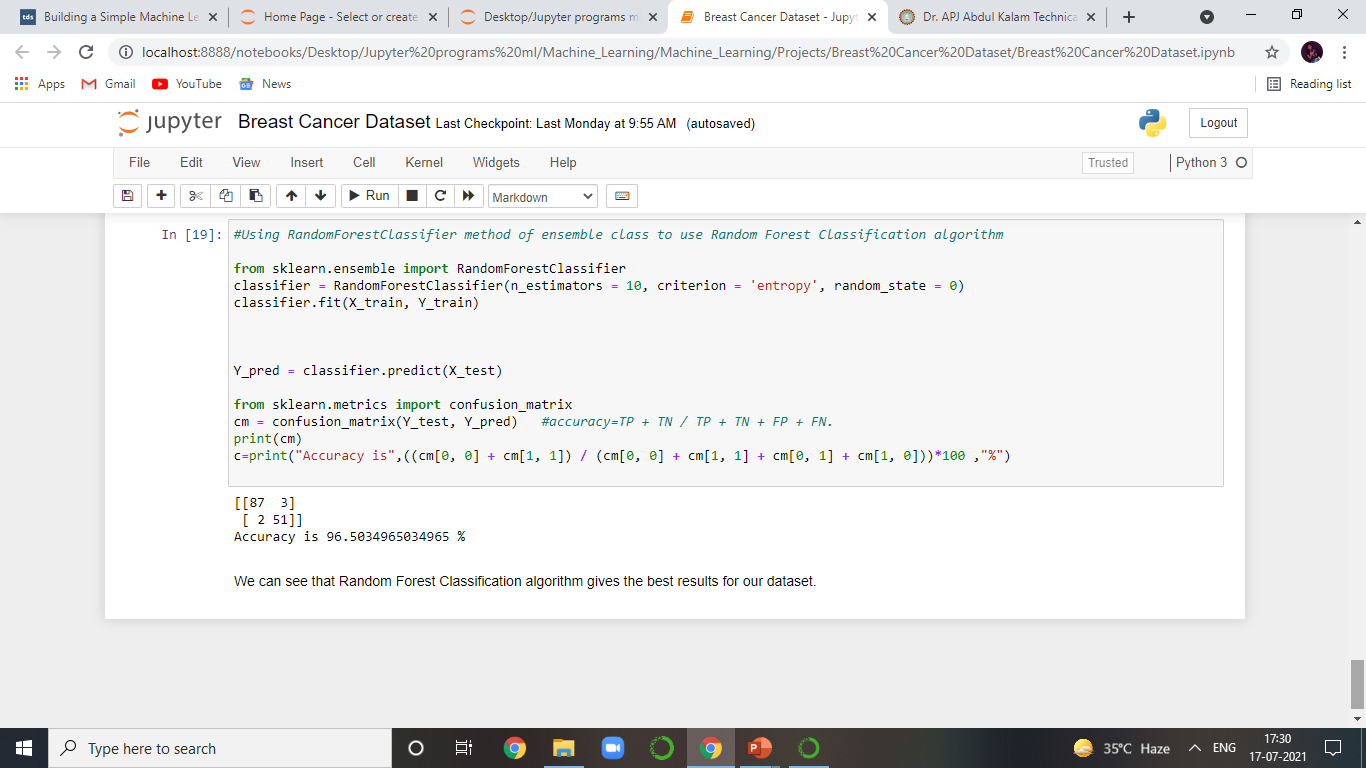 tds Building a Simple Machine Le
Home Page - Select or create
Desktop/Jupyter programs m
Breast Cancer Dataset - Jupyt
Dr. APJ Abdul Kalam Technica
localhost:8888/notebooks/Desktop/Jupyter%20programs%20ml/Machine_Learning/Machine_Learning/Projects/Breast%20Cancer%20Dataset/Breast%20Cancer%20Dataset.ipynb
Apps Gmail YouTube News Reading list
jupyter Breast Cancer Dataset Last Checkpoint: Last Monday at 9:55 AM (autosaved) Logout
File Edit View Insert Cell Kernel Widgets Help Trusted Python 3
Run Markdown
In [19]: #Using RandomForestClassifier method of ensemble class to use Random Forest Classification algorithm
from sklearn.ensemble import RandomForestClassifier
classifier = RandomForestClassifier(n_estimators = 10, criterion = 'entropy', random_state = 0)
classifier.fit(X_train, Y_train)
Y_pred = classifier.predict(X_test)
from sklearn.metrics import confusion_matrix
cm = confusion_matrix(Y_test, Y_pred) #accuracy=TP + TN / TP + TN + FP + FN.
print(cm)
c=print("Accuracy is",((cm[0, 0] + cm[1, 1]) / (cm[0, 0] + cm[1, 1] + cm[0, 1] + cm[1, 0]))*100 ,"%")
[[87 3]
[ 2 51]]
Accuracy is 96.5034965034965 %
We can see that Random Forest Classification algorithm gives the best results for our dataset.
Type here to search
35°C Haze
ENG
17:30
17-07-2021